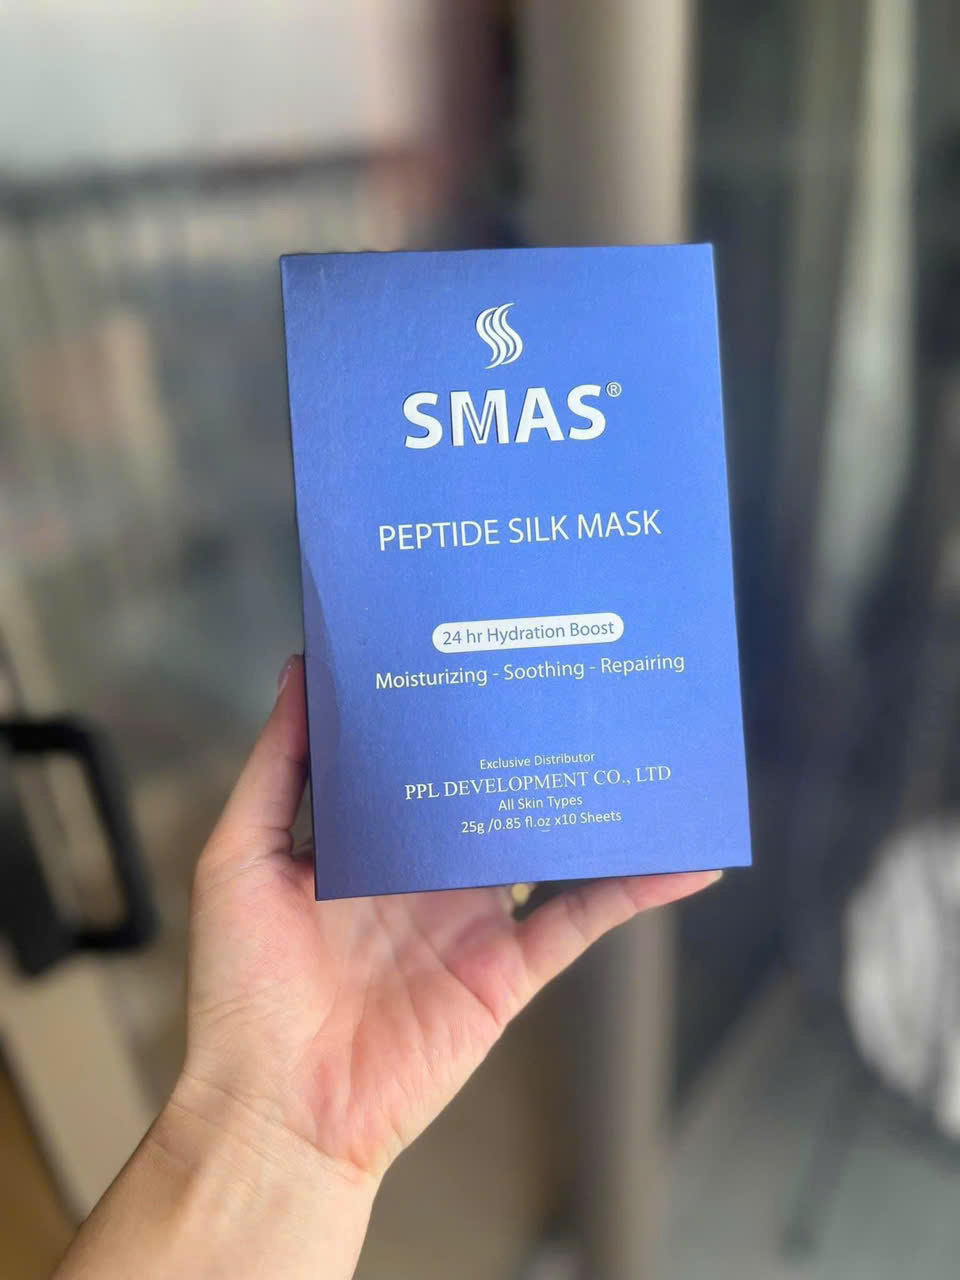 SMAS®
PEPTIDE SILK MASK
24 hr Hydration Boost
Moisturizing - Soothing - Repairing
Exclusive Distributor
PPL DEVELOPMENT CO., LTD
All Skin Types
25g /0.85 fl.oz x10 Sheets